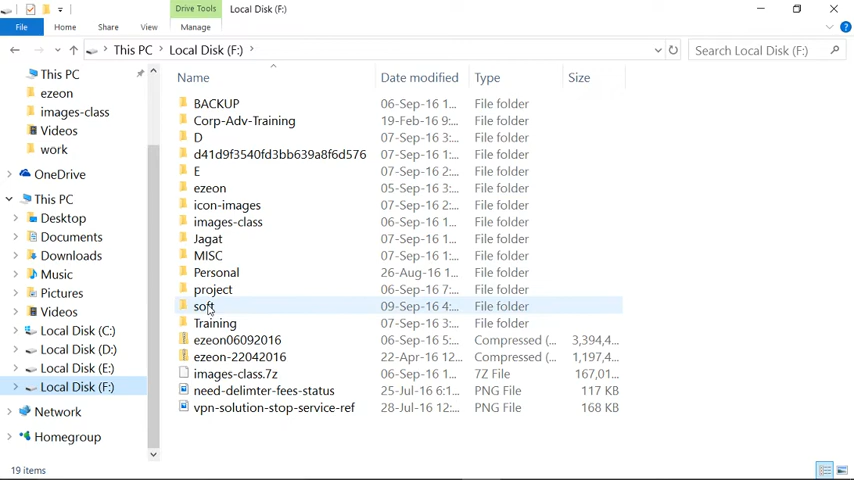 Drive Tools Local Disk (F:)
File Home Share View Manage
This PC Local Disk (F:) Search Local Disk (F:)
This PC
ezeon
images-class
Videos
work
OneDrive
This PC
Desktop
Documents
Downloads
Music
Pictures
Videos
Local Disk (C:)
Local Disk (D:)
Local Disk (E:)
Local Disk (F:)
Network
Homegroup
Name Date modified Type Size
BACKUP 06-Sep-16 1... File folder
Corp-Adv-Training 19-Feb-16 9:... File folder
D 07-Sep-16 3:... File folder
d41d9f3540fd3bb639a8f6d576 07-Sep-16 1:... File folder
E 07-Sep-16 2:... File folder
ezeon 05-Sep-16 3:... File folder
icon-images 07-Sep-16 2:... File folder
images-class 06-Sep-16 1... File folder
Jagat 07-Sep-16 1... File folder
MISC 07-Sep-16 1:... File folder
Personal 26-Aug-16 1... File folder
project 06-Sep-16 7:... File folder
soft 09-Sep-16 4:... File folder
Training 07-Sep-16 3:... File folder
ezeon06092016 06-Sep-16 5:... Compressed (... 3,394,4...
ezeon-22042016 22-Apr-16 12... Compressed (... 1,197,4...
images-class.7z 06-Sep-16 1... 7Z File 167,01...
need-delimter-fees-status 25-Jul-16 6:1... PNG File 117 KB
vpn-solution-stop-service-ref 28-Jul-16 12:... PNG File 168 KB
19 items